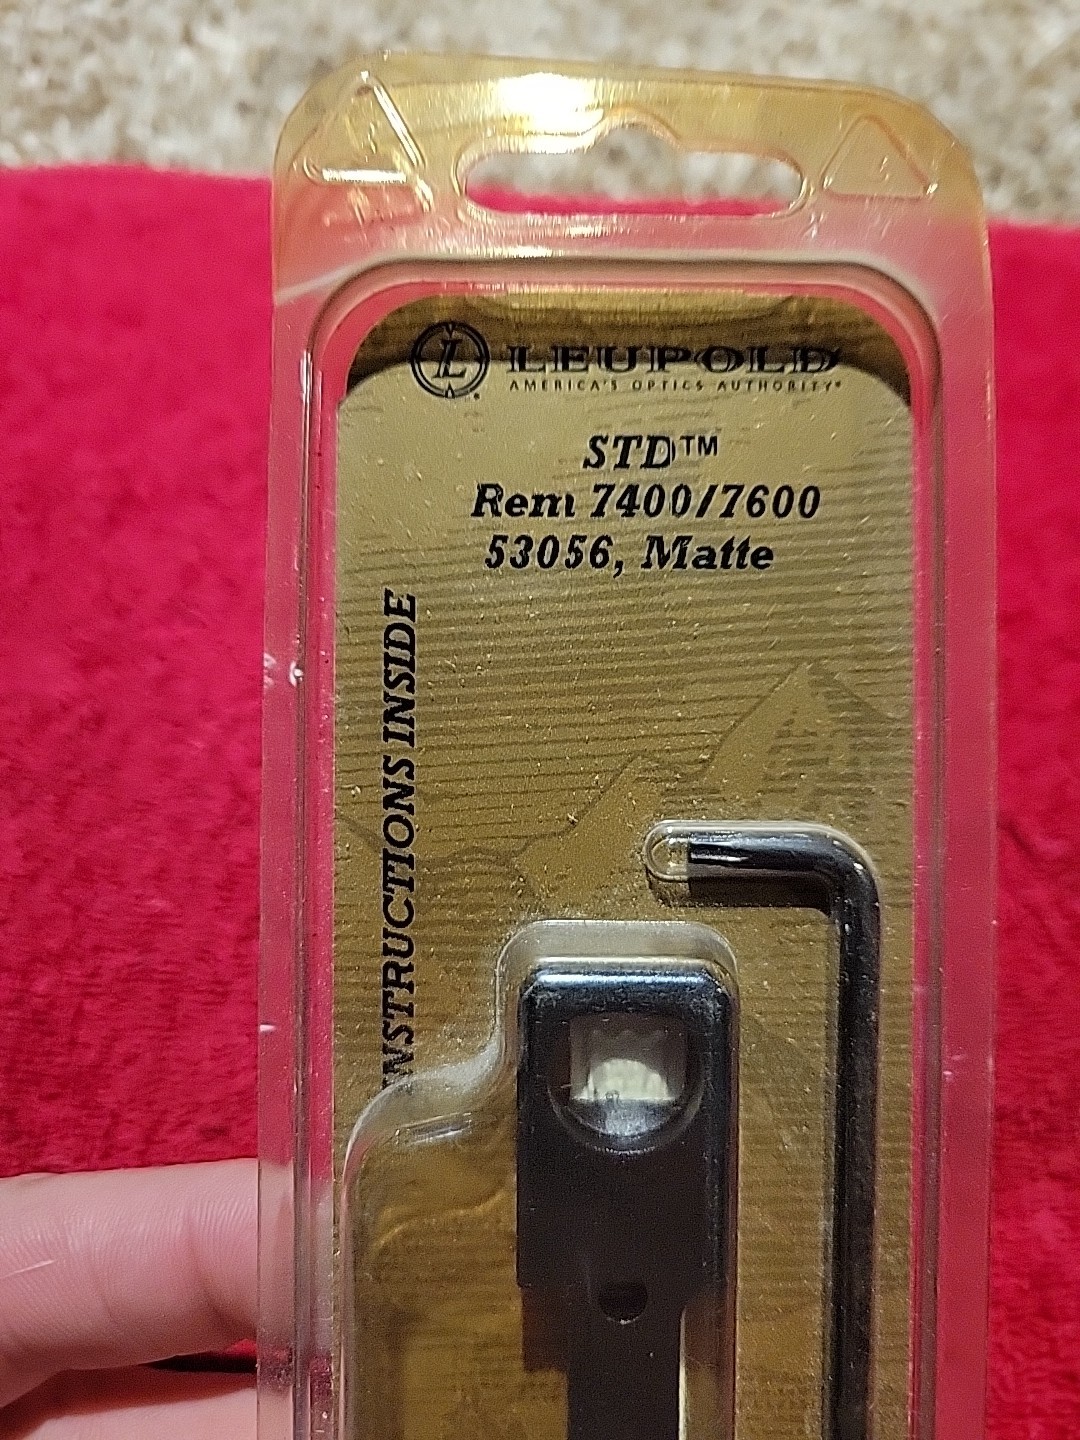 L
LEUPOLD
AMERICA'S OPTICS AUTHORITY®
STD™
Rem 7400/7600
53056, Matte
INSTRUCTIONS INSIDE